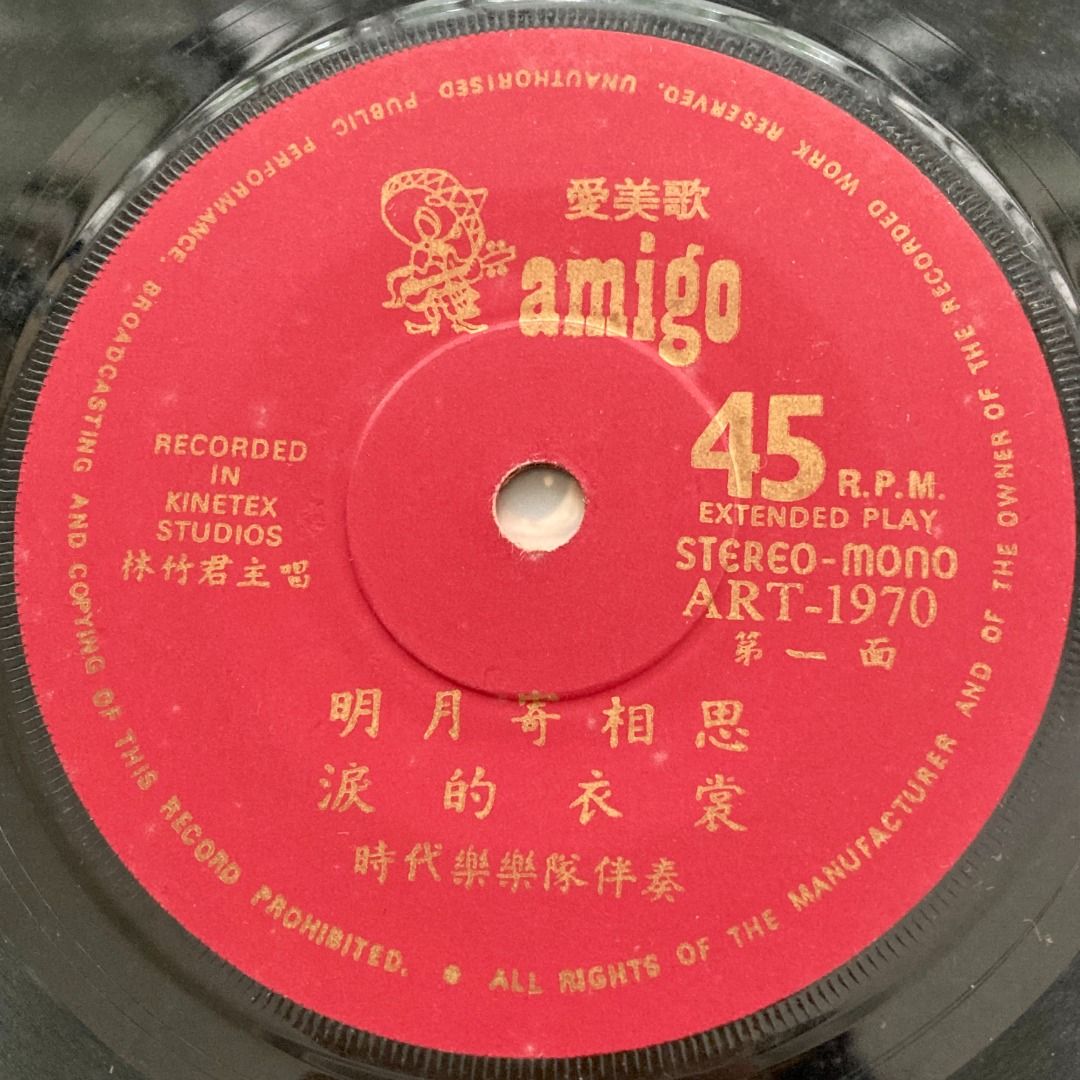 愛美歌
amigo
45 R.P.M.
EXTENDED PLAY
STEREO-MONO
ART-1970
第一面
RECORDED
IN
KINETEX
STUDIOS
林竹君主唱
明月寄相思
淚的衣裳
時代樂樂隊伴奏
ALL RIGHTS OF THE MANUFACTURER AND OF THE OWNER OF THE RECORDED WORK RESERVED. UNAUTHORISED PUBLIC PERFORMANCE, BROADCASTING AND COPYING OF THIS RECORD PROHIBITED.